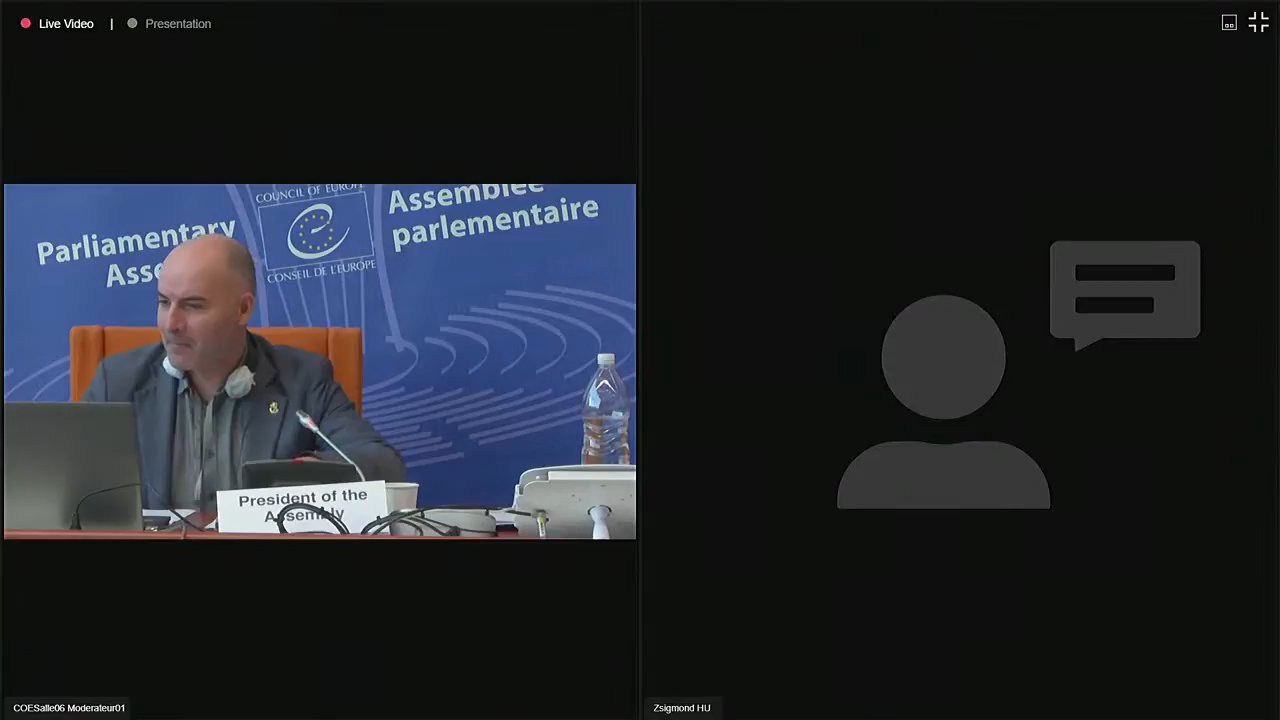 Live Video | Presentation
COUNCIL OF EUROPE
CONSEIL DE L'EUROPE
Parliamentary
Asse
Assemblée
parlementaire
President of the
Assembly
COESalle06 Moderateur01
Zsigmond HU